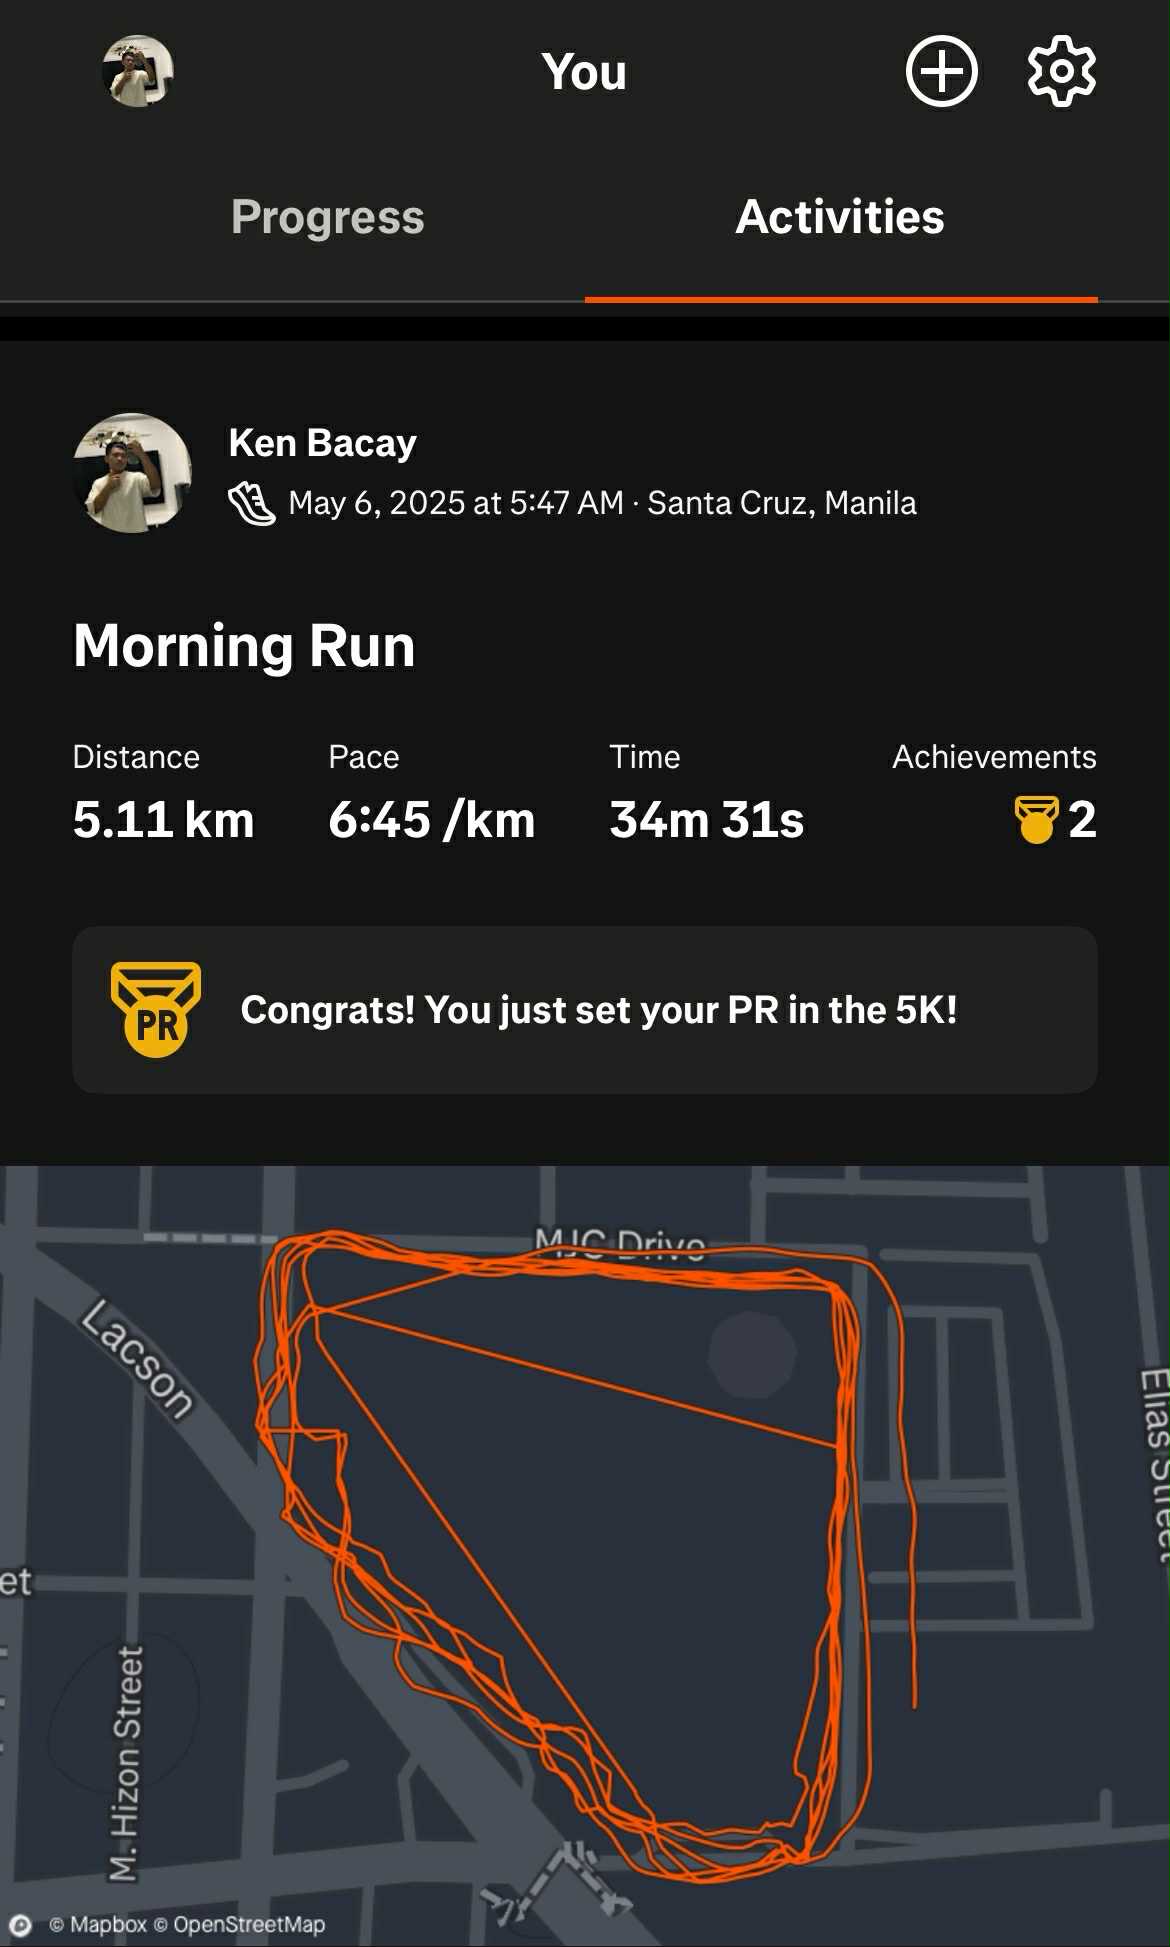 You
Progress
Activities
Ken Bacay
May 6, 2025 at 5:47 AM · Santa Cruz, Manila
Morning Run
Distance
Pace
Time
Achievements
5.11 km
6:45 /km
34m 31s
2
PR
Congrats! You just set your PR in the 5K!
MJC Drive
Lacson
Elias Street
et
M. Hizon Street
© Mapbox © OpenStreetMap